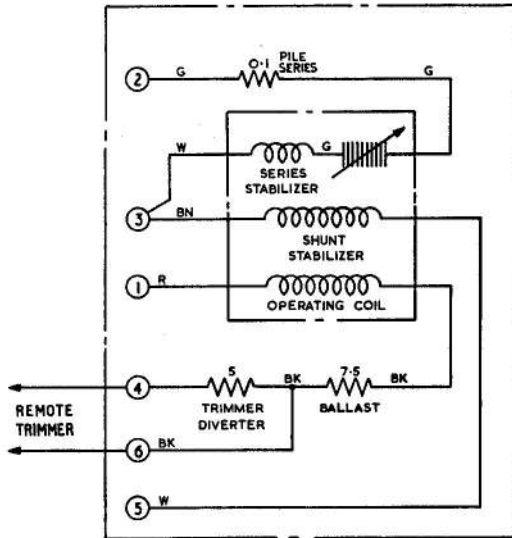 0.1 PILE
SERIES
2 G G
W G
SERIES
STABILIZER
3 BN
SHUNT
STABILIZER
1 R
OPERATING COIL
4 5 BK 7.5 BK
REMOTE
TRIMMER
TRIMMER
DIVERTER
BALLAST
6 BK
5 W